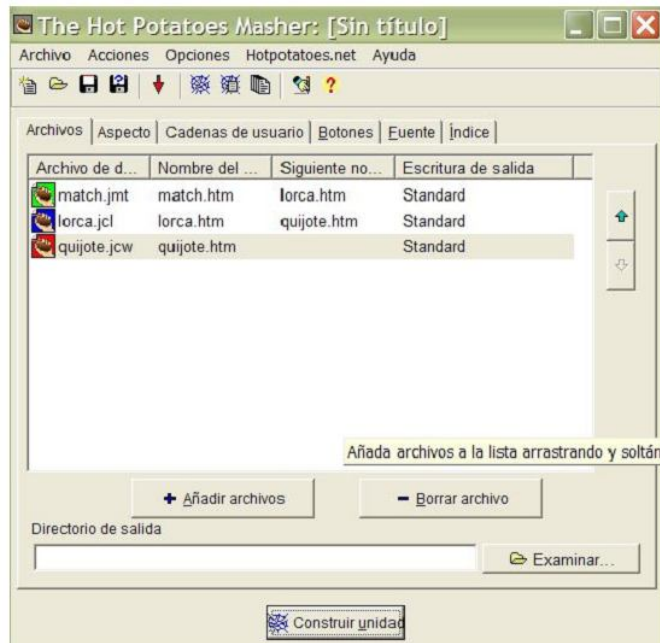 The Hot Potatoes Masher: [Sin título]
Archivo Acciones Opciones Hotpotatoes.net Ayuda
Archivos Aspecto Cadenas de usuario Botones Fuente Índice
Archivo de d... Nombre del ... Siguiente no... Escritura de salida
match.jmt match.htm lorca.htm Standard
lorca.jcl lorca.htm quijote.htm Standard
quijote.jcw quijote.htm Standard
Añada archivos a la lista arrastrando y soltán
+ Añadir archivos − Borrar archivo
Directorio de salida
Examinar...
Construir unidad